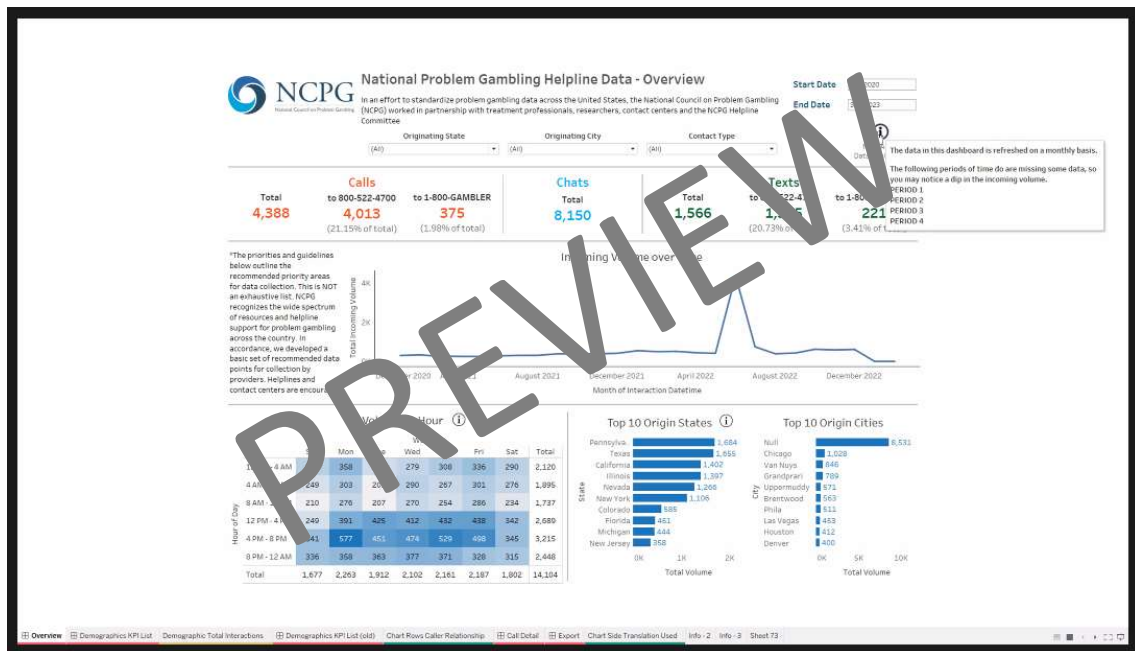 NCPG
National Council on Problem Gambling
National Problem Gambling Helpline Data - Overview
In an effort to standardize problem gambling data across the United States, the National Council on Problem Gambling
(NCPG) worked in partnership with treatment professionals, researchers, contact centers and the NCPG Helpline
Committee
Start Date
End Date
Originating State
Originating City
Contact Type
(All)
(All)
(All)
The data in this dashboard is refreshed on a monthly basis.
The following periods of time do are missing some data, so
you may notice a dip in the incoming volume.
PERIOD 1
PERIOD 2
PERIOD 3
PERIOD 4
Calls
Total
to 800-522-4700
to 1-800-GAMBLER
4,388
4,013
375
(21.15% of total)
(1.98% of total)
Chats
Total
8,150
Texts
Total
1,566
221
(20.73% of
(3.41% of
*The priorities and guidelines
below outline the
recommended priority areas
for data collection. This is NOT
an exhaustive list. NCPG
recognizes the wide spectrum
of resources and helpline
support for problem gambling
across the country. In
accordance, we developed a
basic set of recommended data
points for collection by
providers. Helplines and
contact centers are
Incoming Volume over
Total Incoming Volume
4K
2K
2020
2021
August 2021
December 2021
April 2022
August 2022
December 2022
Month of Interaction Datetime
PREVIEW
Hour
Mon Wed Fri Sat Total
4 AM 358 279 308 336 290 2,120
249 303 290 267 301 276 1,895
8 AM 210 276 207 270 254 286 234 1,737
12 PM 249 391 425 412 432 438 342 2,689
4 PM - 8 PM 577 451 474 529 498 345 3,215
8 PM - 12 AM 336 358 363 377 371 328 315 2,448
Total 1,677 2,263 1,912 2,102 2,161 2,187 1,802 14,104
Hour of Day
Top 10 Origin States
State
Pennsylva.. 1,684
Texas 1,655
California 1,402
Illinois 1,397
Nevada 1,266
New York 1,106
Colorado 588
Florida 461
Michigan 444
New Jersey 358
0K 1K 2K
Total Volume
Top 10 Origin Cities
City
Null 8,531
Chicago 1,028
Van Nuys 846
Grandprari 789
Uppermuddy 571
Brentwood 563
Phila 511
Las Vegas 453
Houston 412
Denver 400
0K 5K 10K
Total Volume
Overview Demographics KPI List Demographic Total Interactions Demographics KPI List (old) Chart Rows Caller Relationship Call Detail Export Chart Side Translation Used Info - 2 Info - 3 Sheet 73